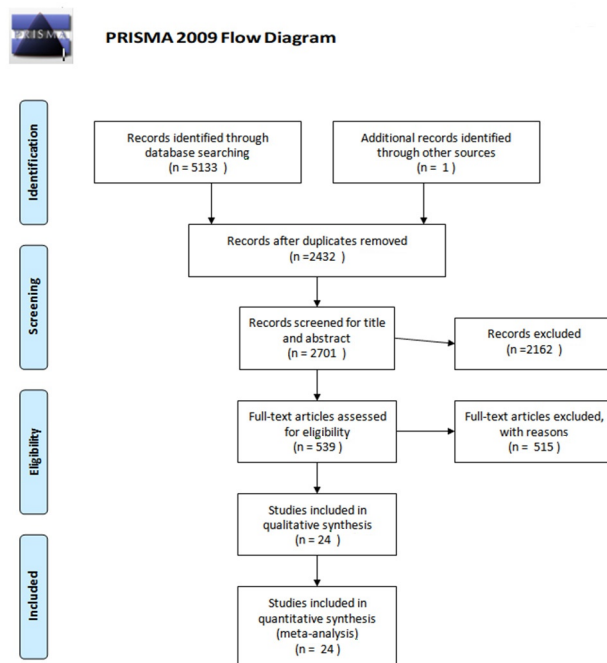 PRISMA
PRISMA 2009 Flow Diagram
Identification
Records identified through
database searching
(n = 5133 )
Additional records identified
through other sources
(n = 1 )
Records after duplicates removed
(n =2432 )
Screening
Records screened for title
and abstract
(n = 2701 )
Records excluded
(n =2162 )
Eligibility
Full-text articles assessed
for eligibility
(n = 539 )
Full-text articles excluded,
with reasons
(n = 515 )
Studies included in
qualitative synthesis
(n = 24 )
Included
Studies included in
quantitative synthesis
(meta-analysis)
(n = 24 )